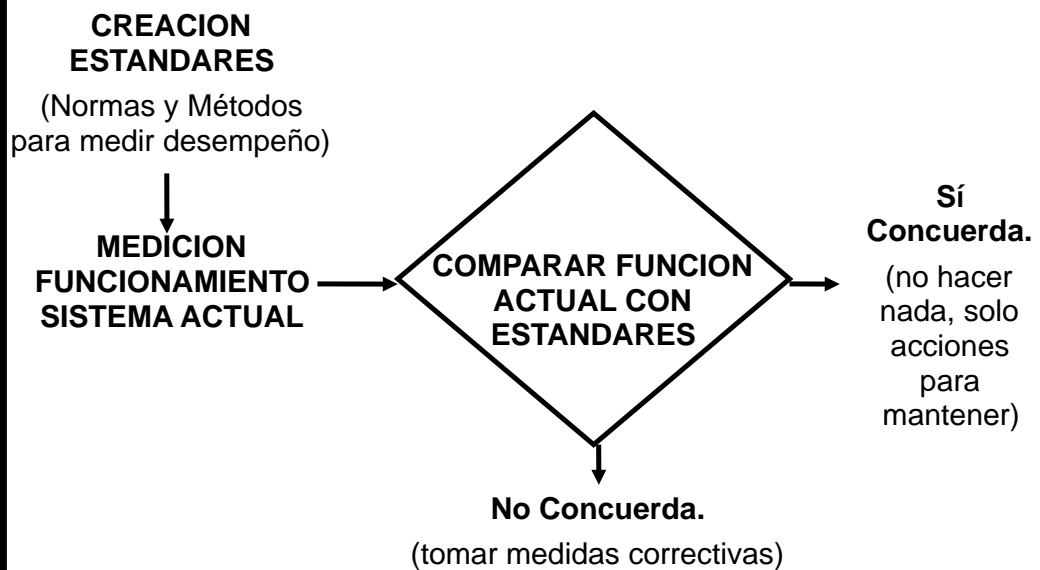 CREACION
ESTANDARES
(Normas y Métodos
para medir desempeño)
MEDICION
FUNCIONAMIENTO
SISTEMA ACTUAL
COMPARAR FUNCION
ACTUAL CON
ESTANDARES
Sí
Concuerda.
(no hacer
nada, solo
acciones
para
mantener)
No Concuerda.
(tomar medidas correctivas)